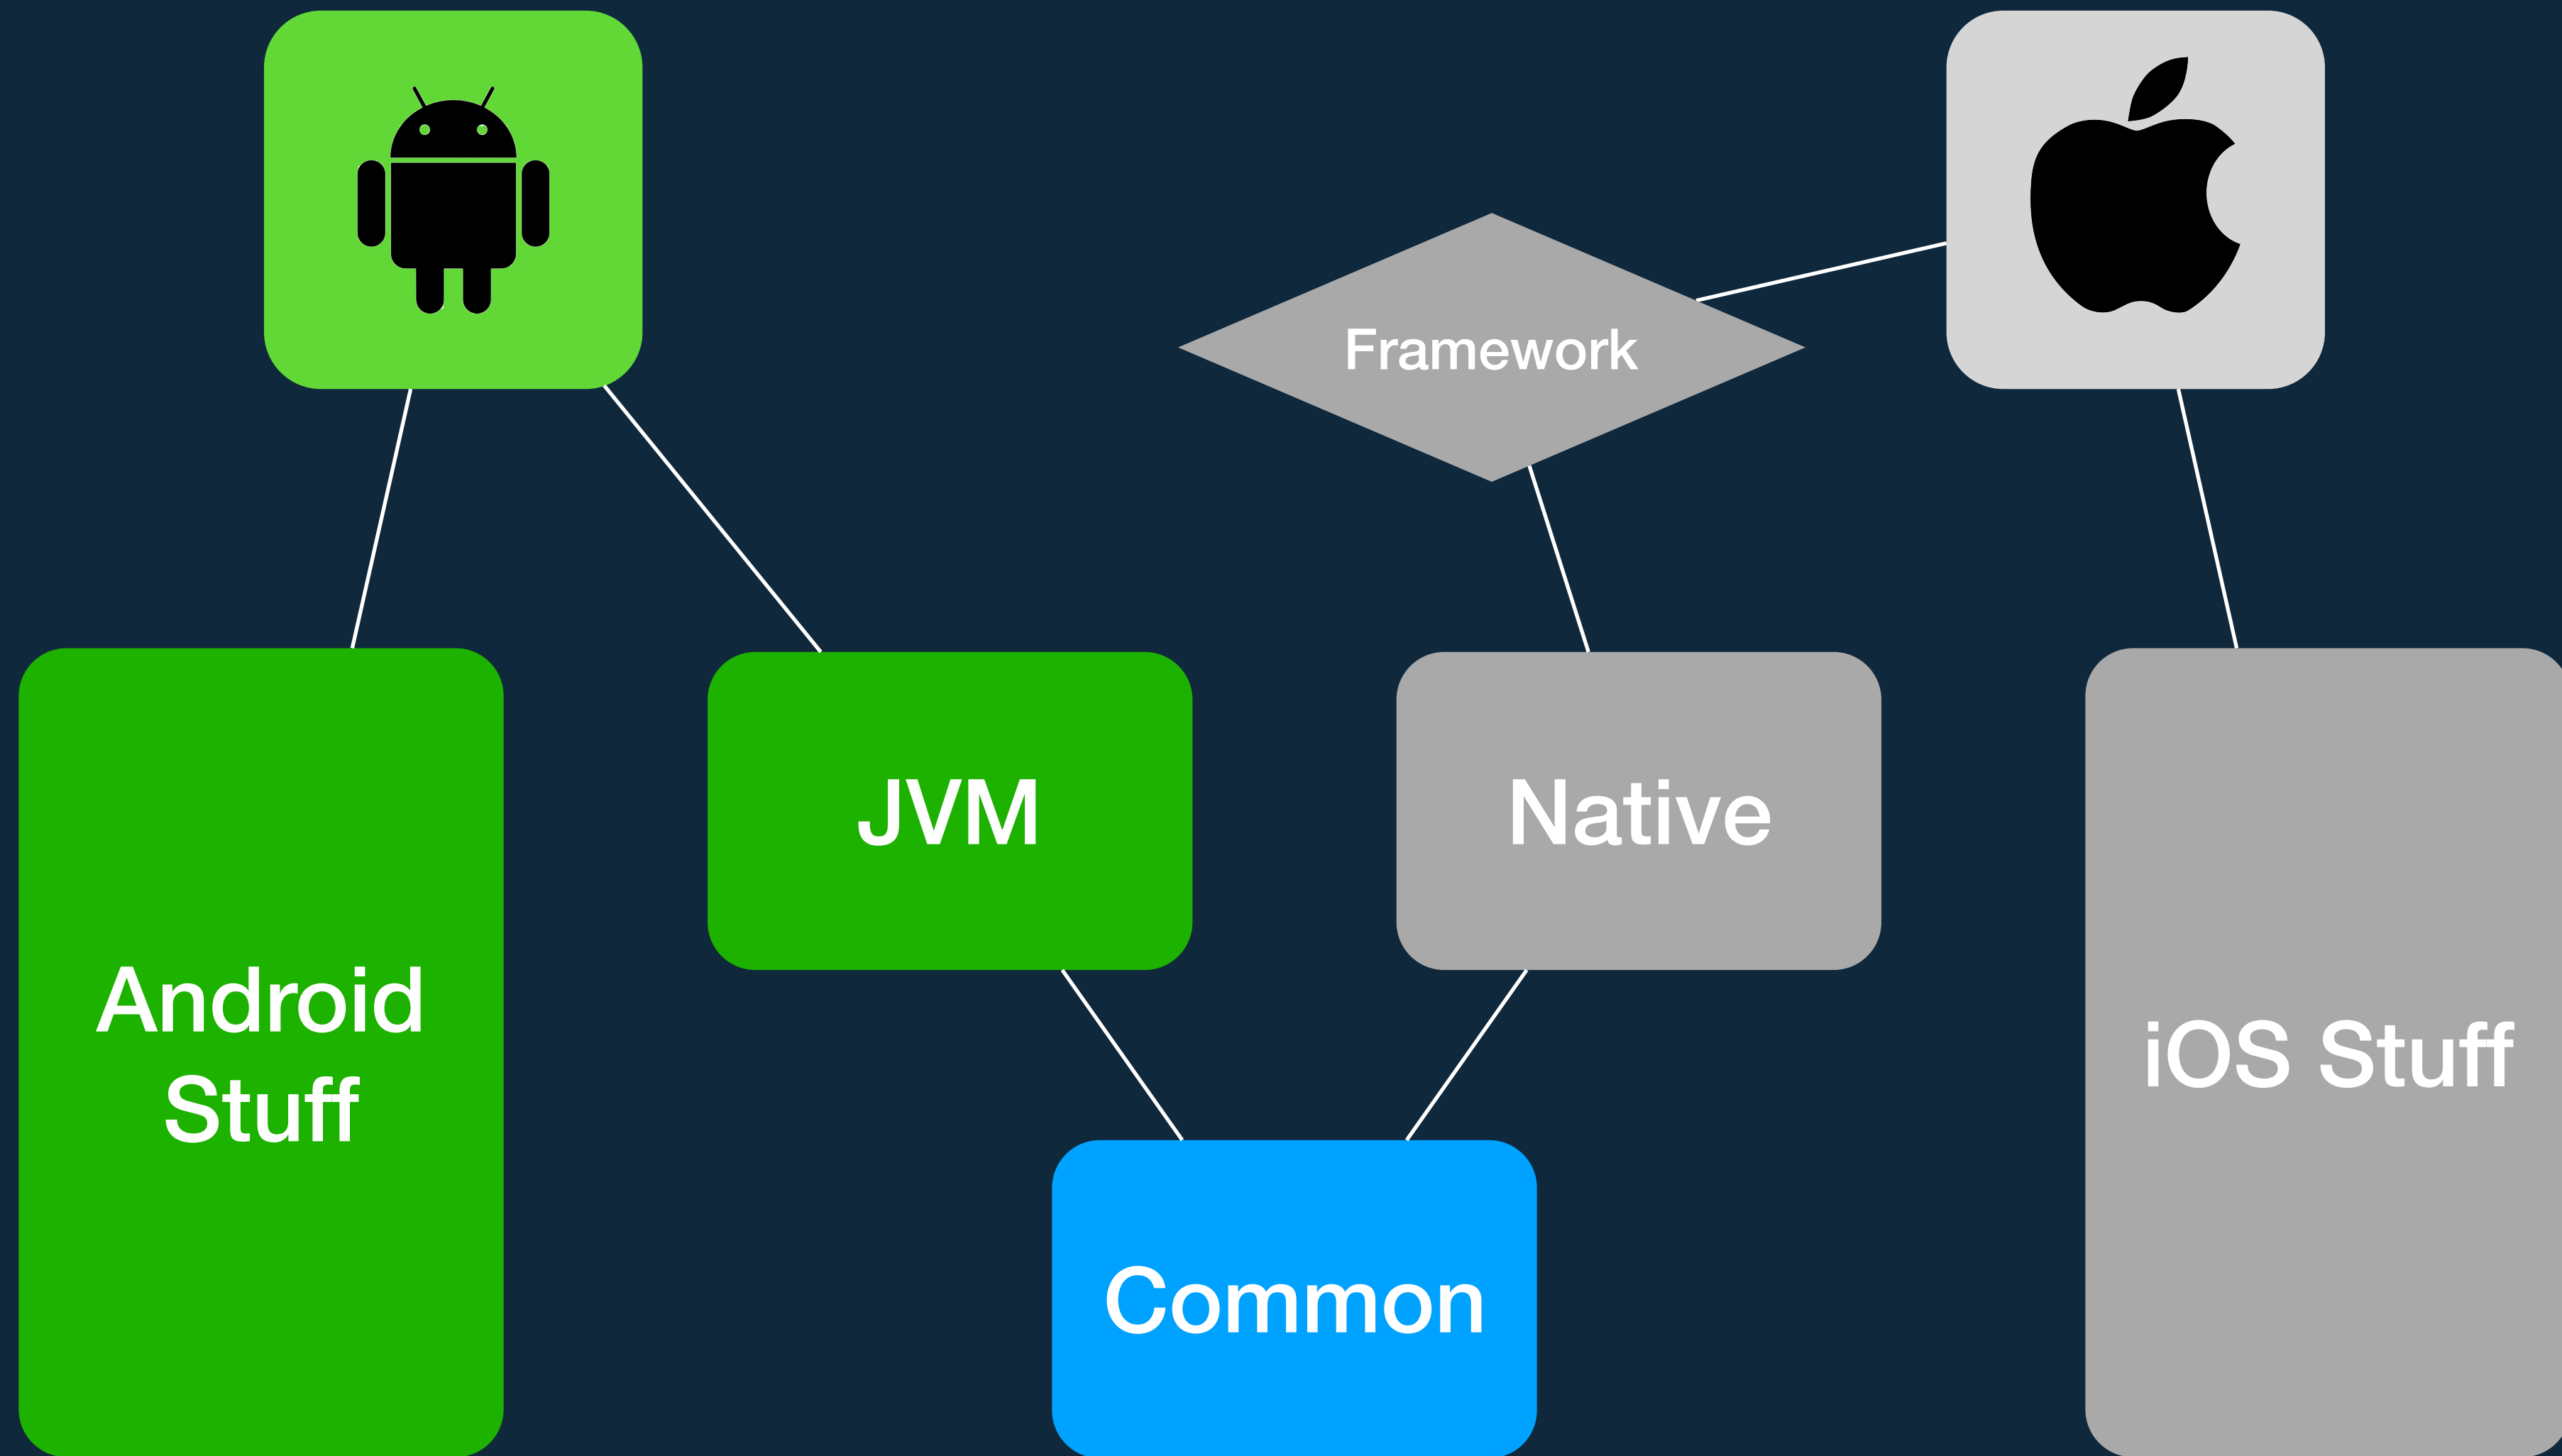 Framework
JVM
Native
Android
Stuff
iOS Stuff
Common